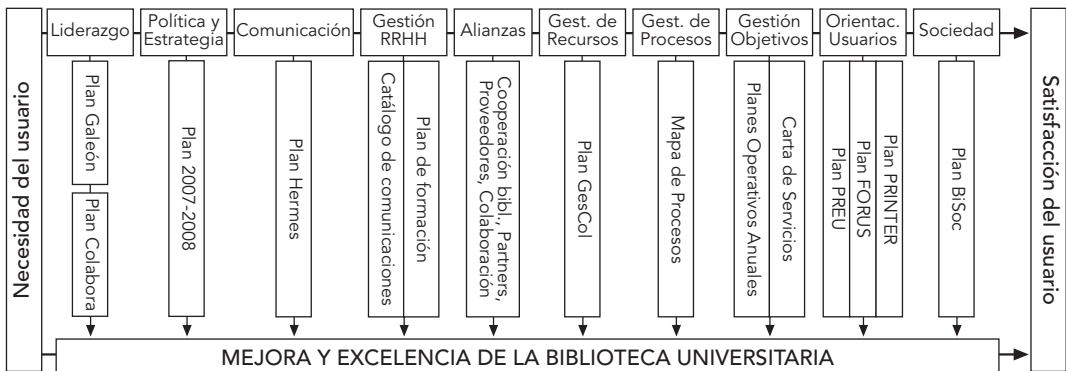 Necesidad del usuario
Liderazgo
Política y
Estrategia
Comunicación
Gestión
RRHH
Alianzas
Gest. de
Recursos
Gest. de
Procesos
Gestión
Objetivos
Orientac.
Usuarios
Sociedad
Plan Galeón
Plan Colabora
Plan 2007-2008
Plan Hermes
Plan de formación
Catálogo de comunicaciones
Cooperación bibl., Partners,
Proveedores, Colaboración
Plan GesCol
Mapa de Procesos
Carta de Servicios
Planes Operativos Anuales
Plan PRINTER
Plan FORUS
Plan PREU
Plan BiSoc
Satisfacción del usuario
MEJORA Y EXCELENCIA DE LA BIBLIOTECA UNIVERSITARIA